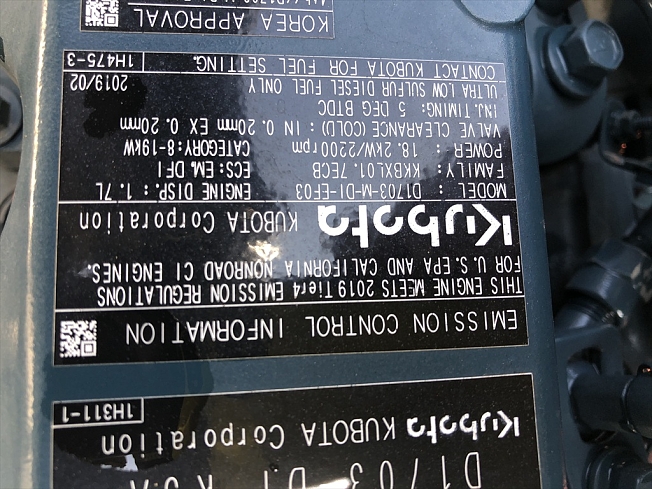 D1703-DI
Kubota KUBOTA Corporation 1H311-1
EMISSION CONTROL INFORMATION
THIS ENGINE MEETS 2019 Tier4 EMISSION REGULATIONS
FOR U.S. EPA AND CALIFORNIA NONROAD CI ENGINES.
Kubota KUBOTA Corporation
MODEL: D1703-M-DI-EF03 ENGINE DISP.: 1.7L
FAMILY: KKBXL01.7ECB ECS: EM, DFI
POWER: 18.2kW/2200rpm CATEGORY:8-19kW
VALVE CLEARANCE (COLD): IN 0.20mm EX 0.20mm
INJ.TIMING: 5 DEG BTDC
ULTRA LOW SULFUR DIESEL FUEL ONLY 2019/02
CONTACT KUBOTA FOR FUEL SETTING. 1H475-3
KOREA APPROVAL